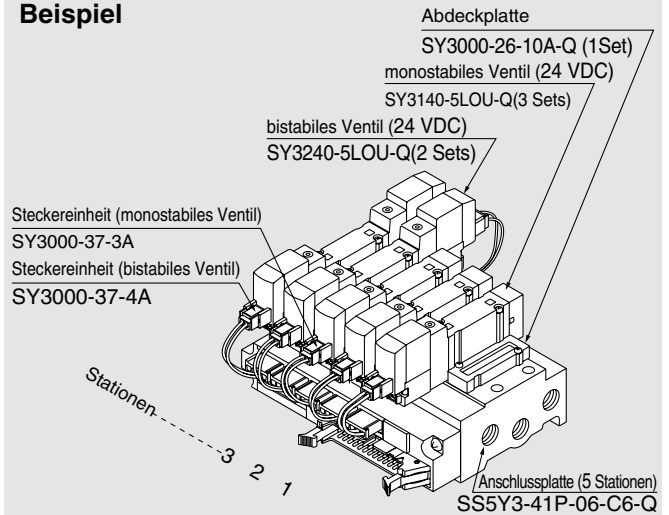 Beispiel
Abdeckplatte
SY3000-26-10A-Q (1Set)
monostabiles Ventil (24 VDC)
SY3140-5LOU-Q(3 Sets)
bistabiles Ventil (24 VDC)
SY3240-5LOU-Q(2 Sets)
Steckereinheit (monostabiles Ventil)
SY3000-37-3A
Steckereinheit (bistabiles Ventil)
SY3000-37-4A
Stationen
3 2 1
Anschlussplatte (5 Stationen)
SS5Y3-41P-06-C6-Q